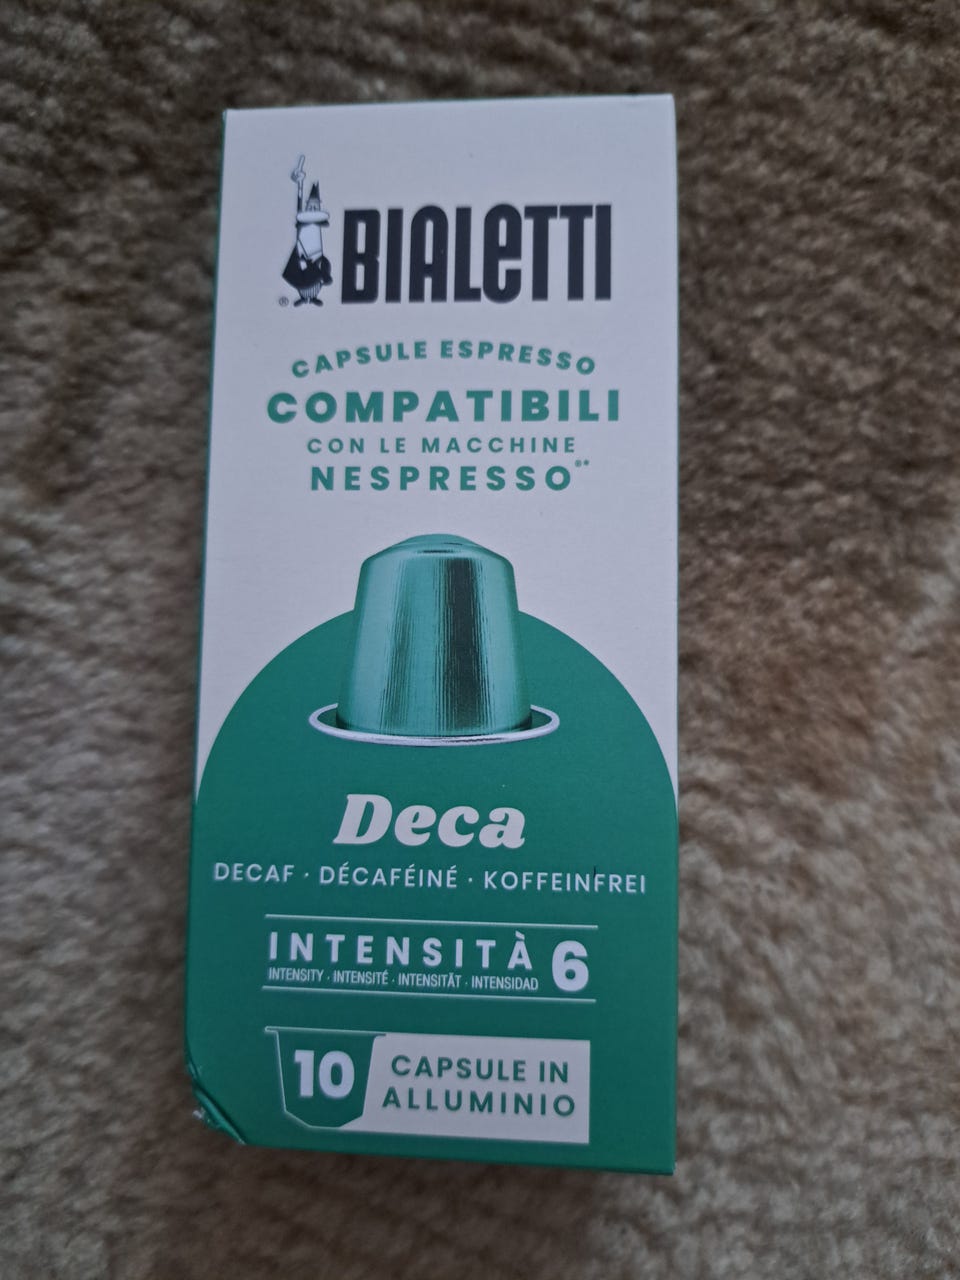 BIALETTI
®
CAPSULE ESPRESSO
COMPATIBILI
CON LE MACCHINE
NESPRESSO®*
Deca
DECAF · DÉCAFÉINÉ · KOFFEINFREI
INTENSITÀ 6
INTENSITY · INTENSITÉ · INTENSITÄT · INTENSIDAD
10 CAPSULE IN
ALLUMINIO